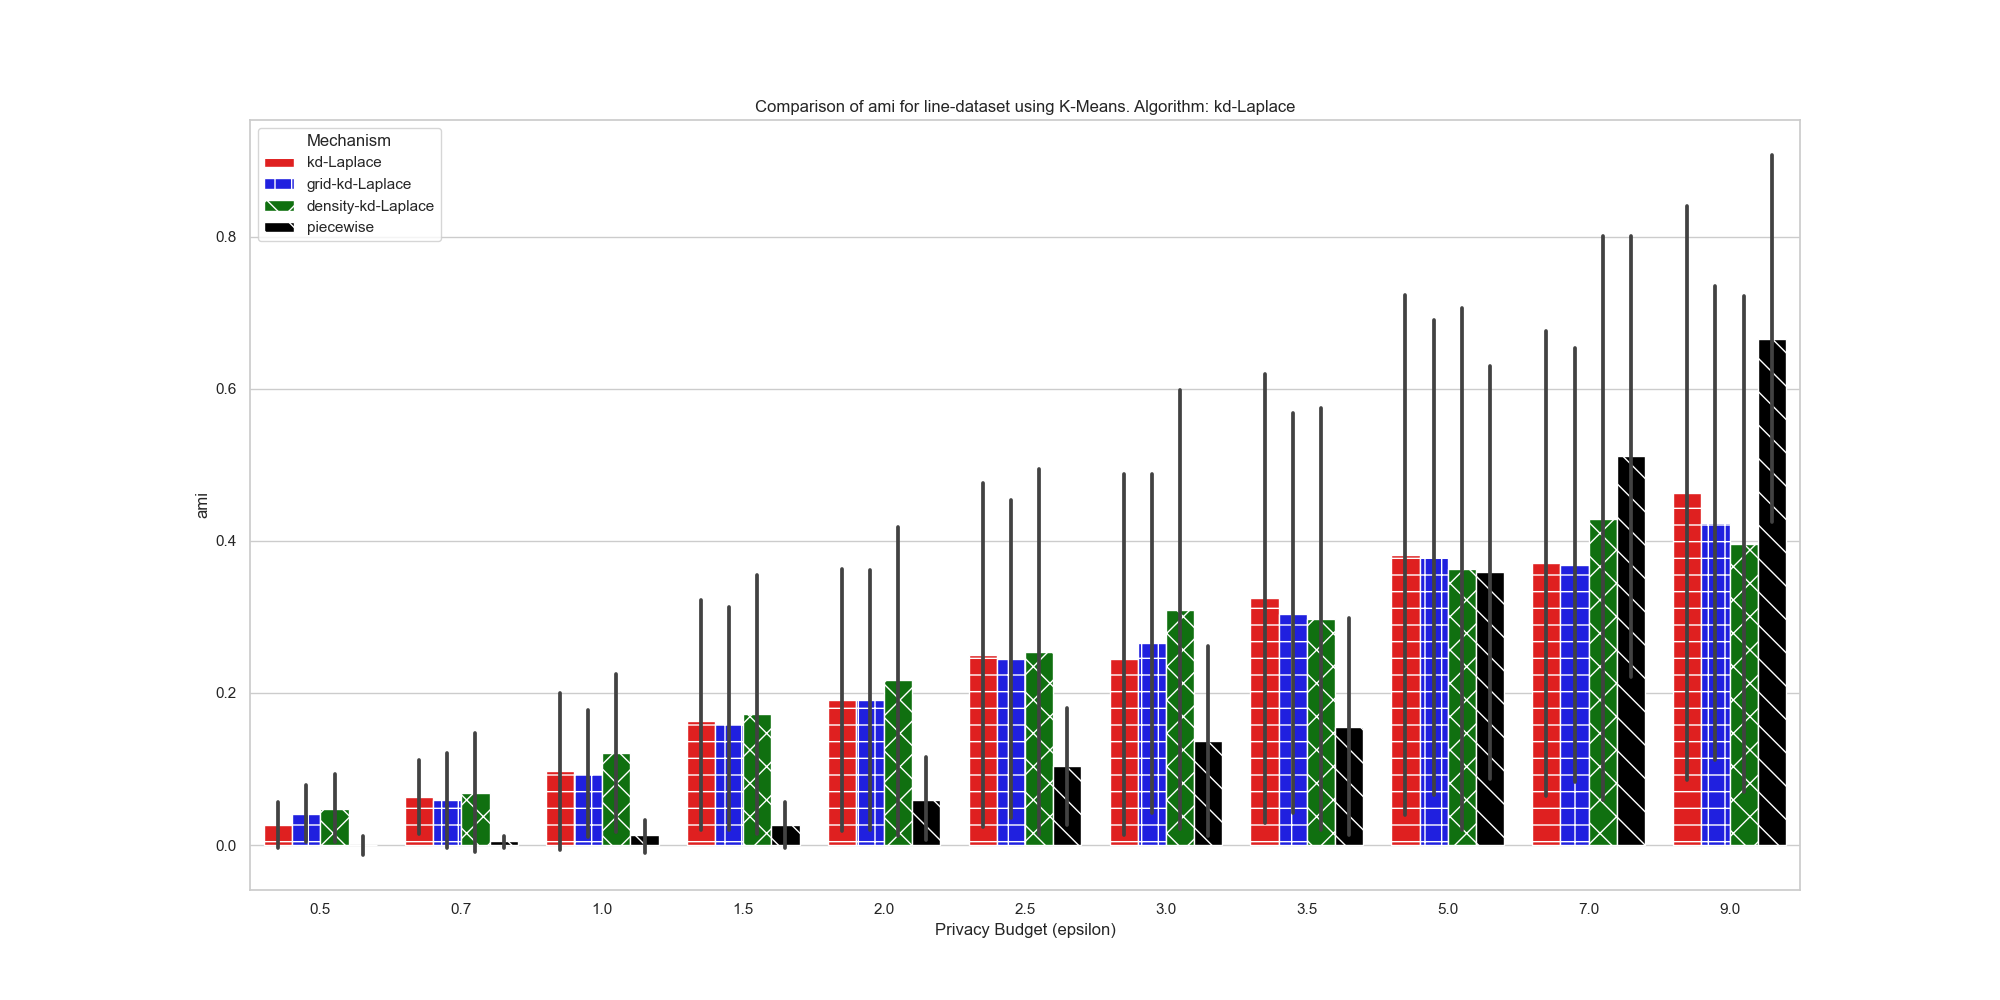 Comparison of ami for line-dataset using K-Means. Algorithm: kd-Laplace
Mechanism
kd-Laplace
grid-kd-Laplace
density-kd-Laplace
piecewise
0.8
0.6
0.4
0.2
0.0
ami
0.5 0.7 1.0 1.5 2.0 2.5 3.0 3.5 5.0 7.0 9.0
Privacy Budget (epsilon)